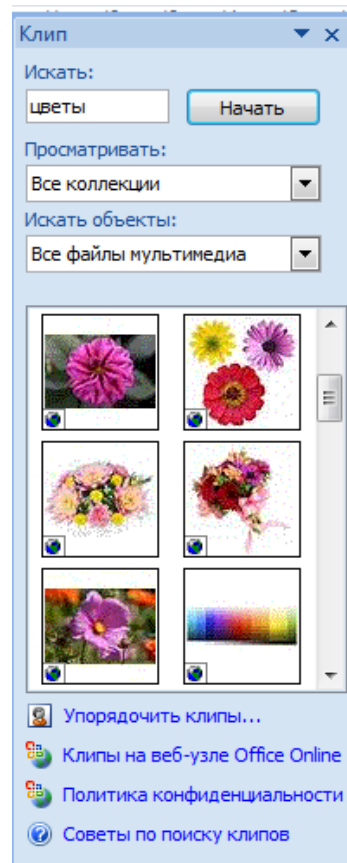 Клип
Искать:
цветы
Начать
Просматривать:
Все коллекции
Искать объекты:
Все файлы мультимедиа
Упорядочить клипы...
Клипы на веб-узле Office Online
Политика конфиденциальности
Советы по поиску клипов